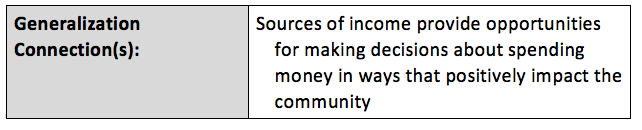 Generalization
Connection(s):
Sources of income provide opportunities
for making decisions about spending
money in ways that positively impact the
community